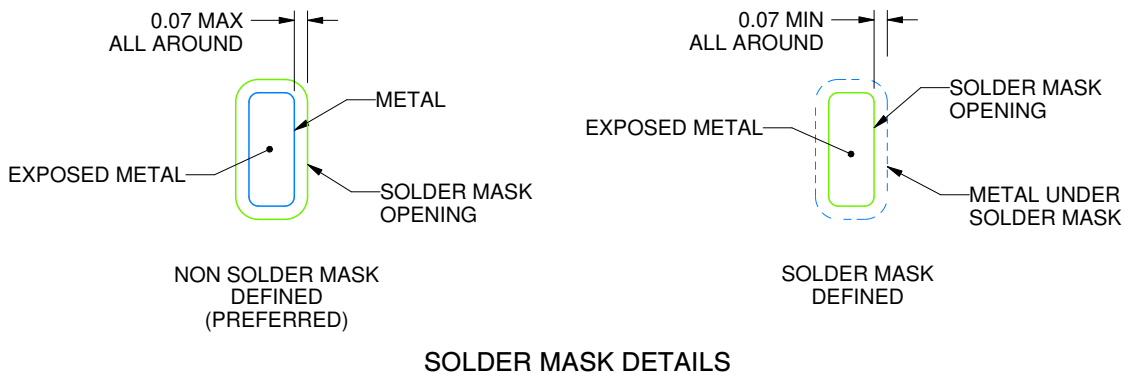 0.07 MAX
ALL AROUND
METAL
EXPOSED METAL
SOLDER MASK
OPENING
NON SOLDER MASK
DEFINED
(PREFERRED)
0.07 MIN
ALL AROUND
SOLDER MASK
OPENING
EXPOSED METAL
METAL UNDER
SOLDER MASK
SOLDER MASK
DEFINED
SOLDER MASK DETAILS